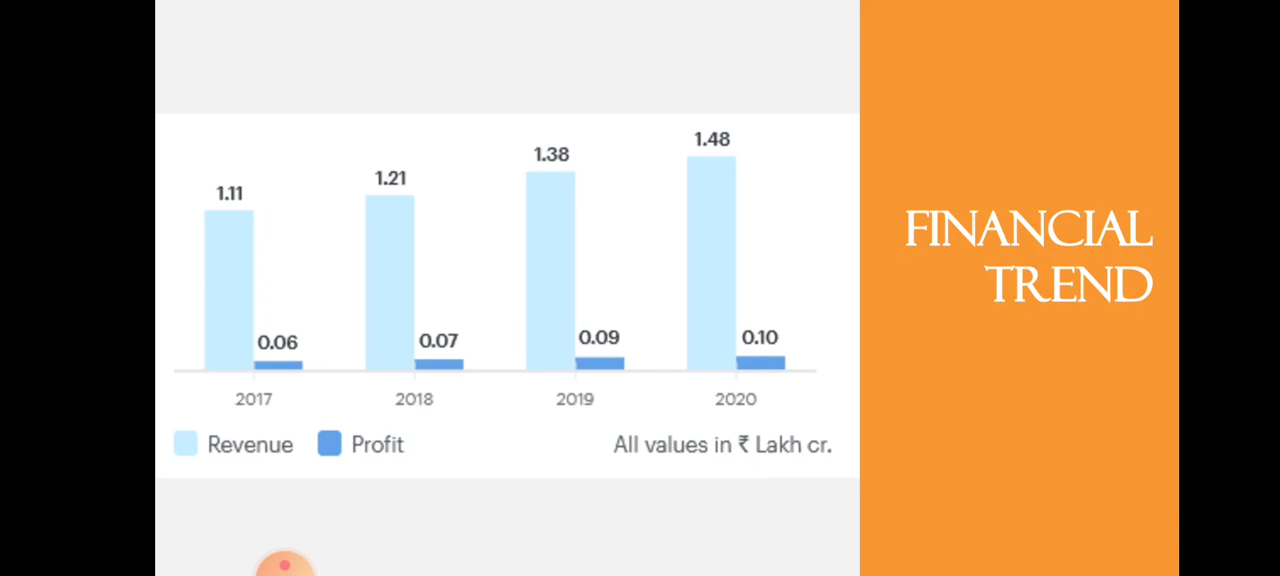 1.11
1.21
1.38
1.48
0.06
0.07
0.09
0.10
2017 2018 2019 2020
Revenue Profit All values in ₹ Lakh cr.
FINANCIAL
TREND